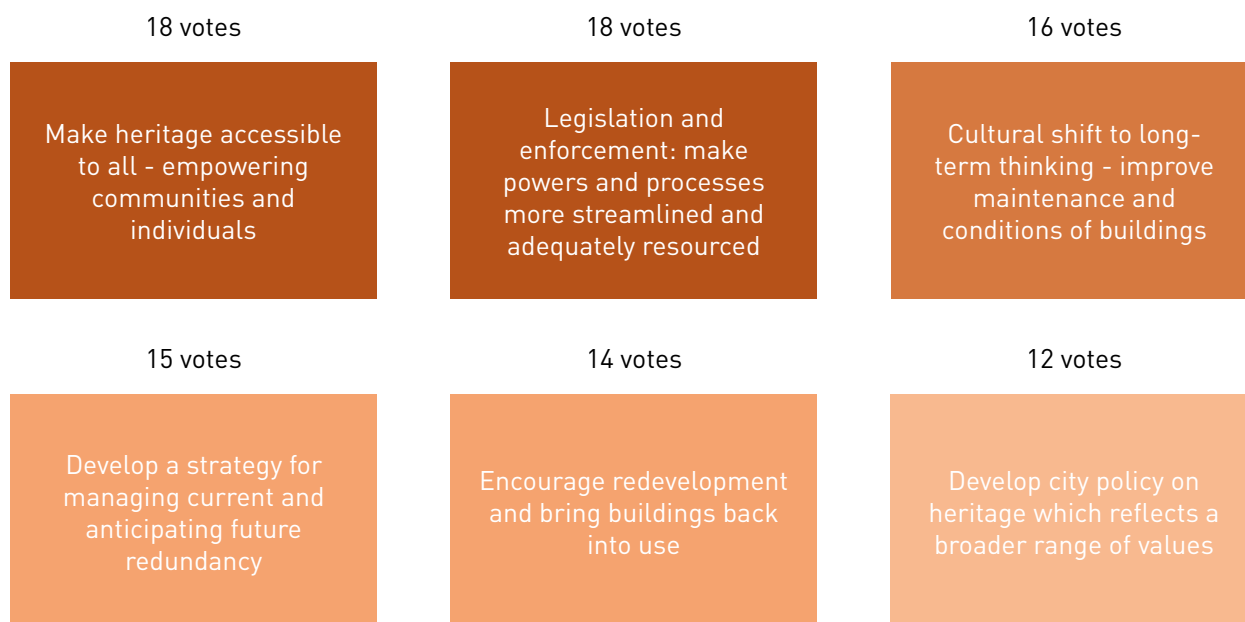 18 votes
Make heritage accessible
to all - empowering
communities and
individuals
18 votes
Legislation and
enforcement: make
powers and processes
more streamlined and
adequately resourced
16 votes
Cultural shift to long-
term thinking - improve
maintenance and
conditions of buildings
15 votes
Develop a strategy for
managing current and
anticipating future
redundancy
14 votes
Encourage redevelopment
and bring buildings back
into use
12 votes
Develop city policy on
heritage which reflects a
broader range of values